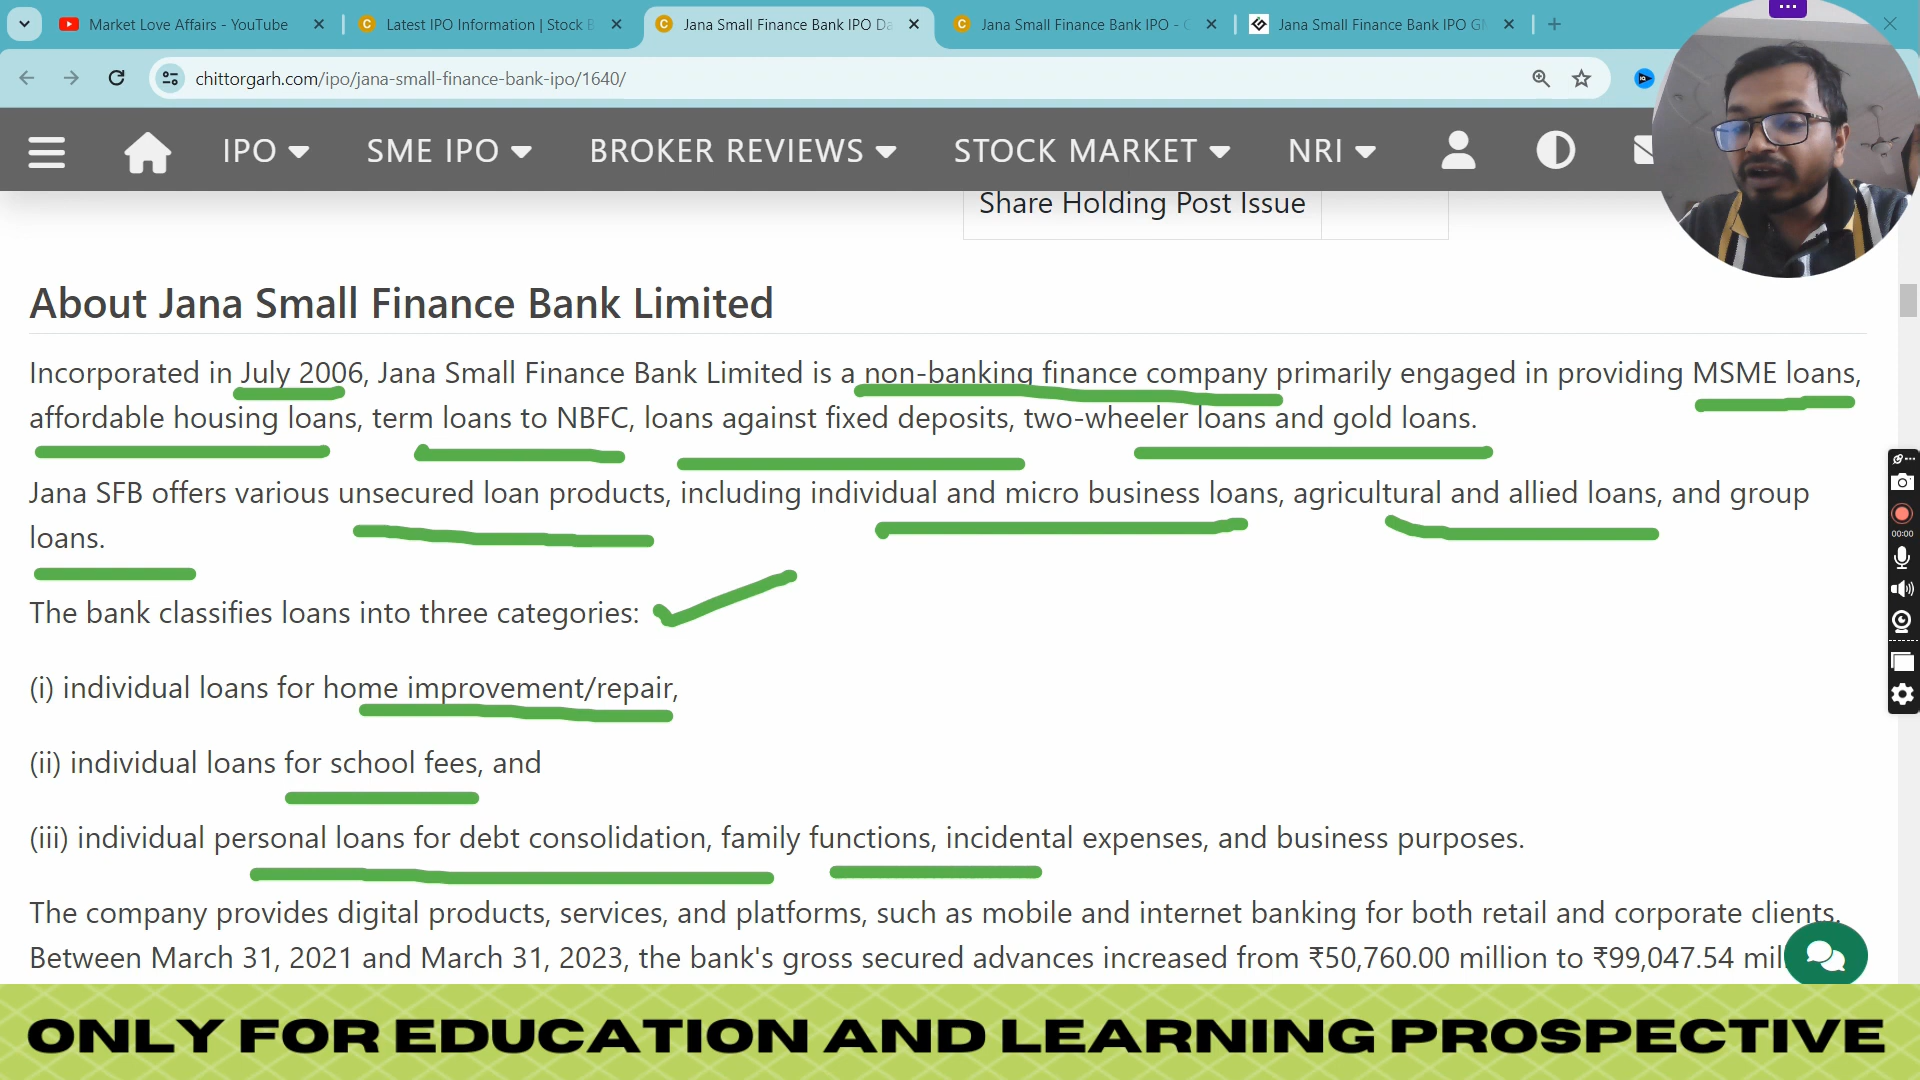 Market Love Affairs - YouTube
Latest IPO Information | Stock B
Jana Small Finance Bank IPO Da
Jana Small Finance Bank IPO - G
Jana Small Finance Bank IPO GM
chittorgarh.com/ipo/jana-small-finance-bank-ipo/1640/
IPO
SME IPO
BROKER REVIEWS
STOCK MARKET
NRI
Share Holding Post Issue
About Jana Small Finance Bank Limited
Incorporated in July 2006, Jana Small Finance Bank Limited is a non-banking finance company primarily engaged in providing MSME loans,
affordable housing loans, term loans to NBFC, loans against fixed deposits, two-wheeler loans and gold loans.
Jana SFB offers various unsecured loan products, including individual and micro business loans, agricultural and allied loans, and group
loans.
The bank classifies loans into three categories:
(i) individual loans for home improvement/repair,
(ii) individual loans for school fees, and
(iii) individual personal loans for debt consolidation, family functions, incidental expenses, and business purposes.
The company provides digital products, services, and platforms, such as mobile and internet banking for both retail and corporate clients.
Between March 31, 2021 and March 31, 2023, the bank's gross secured advances increased from ₹50,760.00 million to ₹99,047.54 mil
00:00
ONLY FOR EDUCATION AND LEARNING PROSPECTIVE